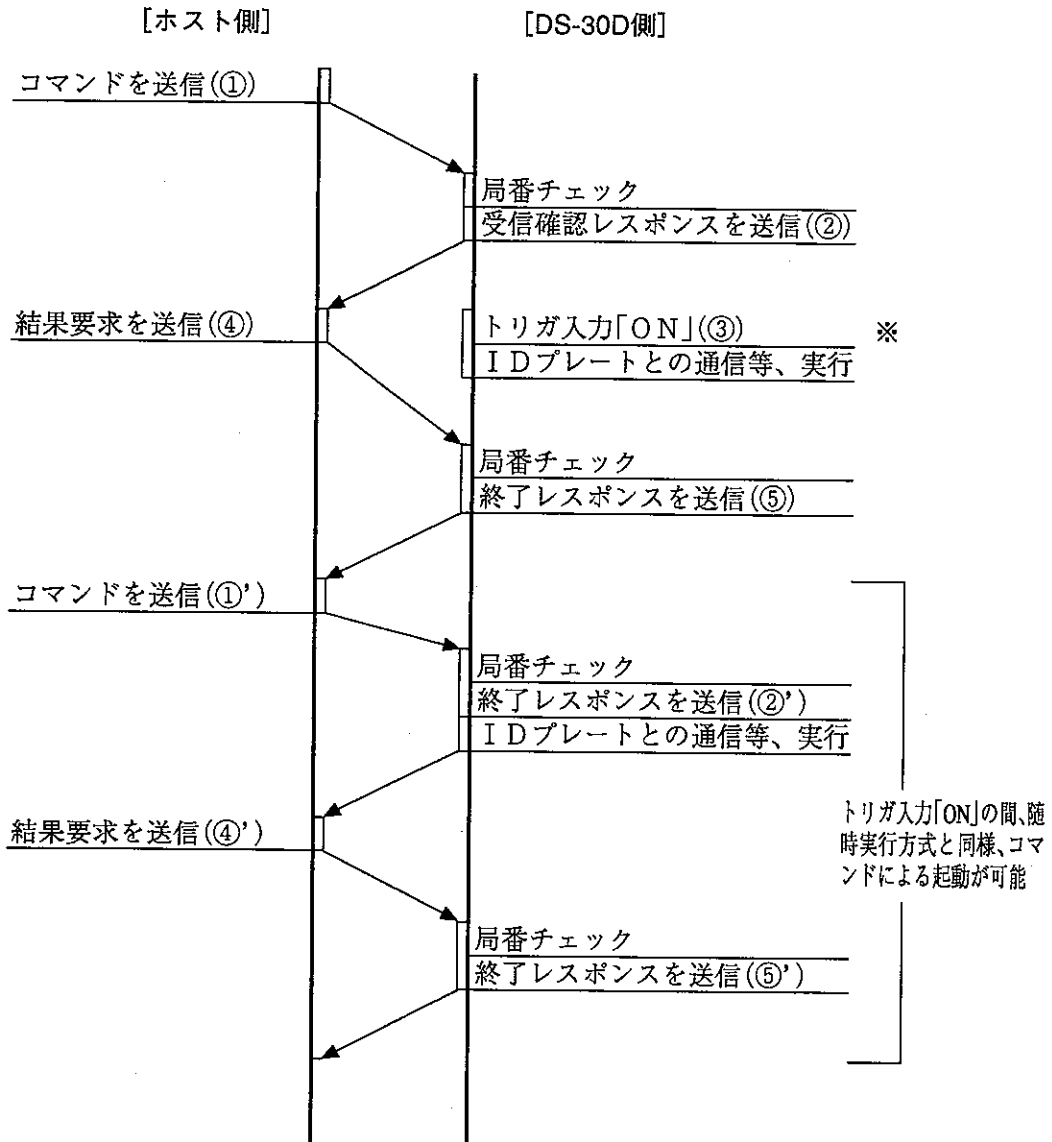 [ホスト側]
[DS-30D側]
コマンドを送信(①)
局番チェック
受信確認レスポンスを送信(②)
結果要求を送信(④)
トリガ入力｢ＯＮ｣(③)
※
ＩＤプレートとの通信等、実行
局番チェック
終了レスポンスを送信(⑤)
コマンドを送信(①')
局番チェック
終了レスポンスを送信(②')
ＩＤプレートとの通信等、実行
トリガ入力｢ON｣の間、随
時実行方式と同様、コマ
ンドによる起動が可能
結果要求を送信(④')
局番チェック
終了レスポンスを送信(⑤')